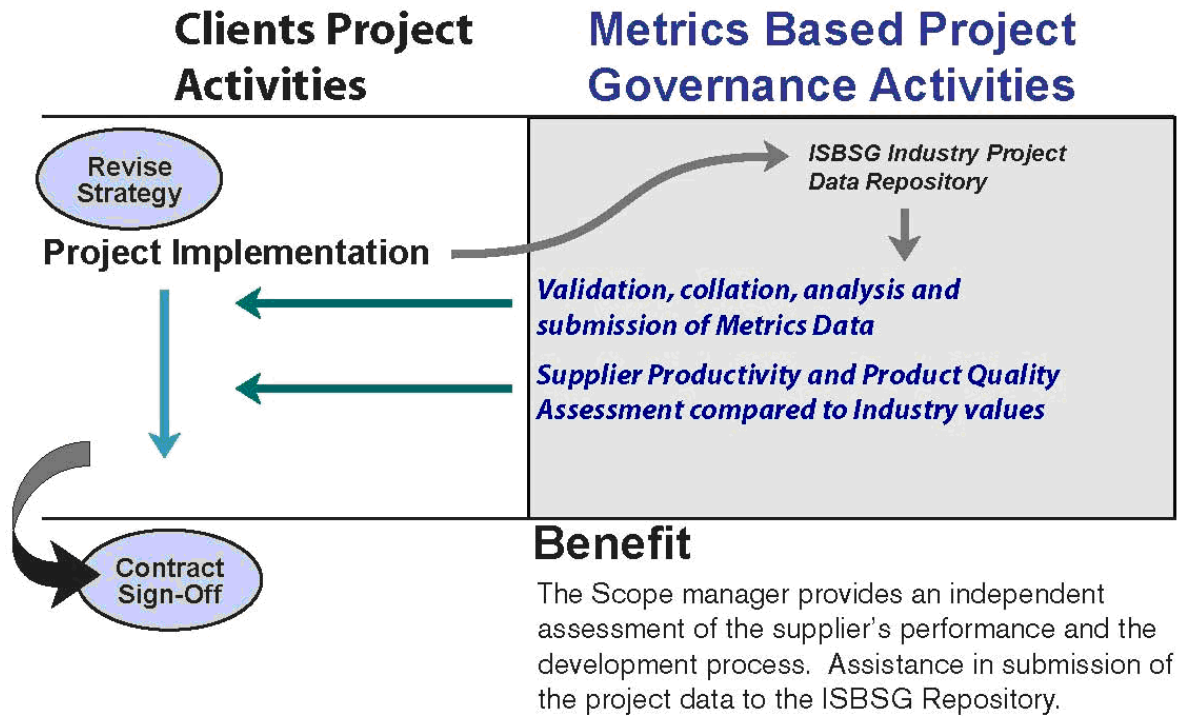 Clients Project
Activities
Metrics Based Project
Governance Activities
Revise
Strategy
ISBSG Industry Project
Data Repository
Project Implementation
Validation, collation, analysis and
submission of Metrics Data
Supplier Productivity and Product Quality
Assessment compared to Industry values
Contract
Sign-Off
Benefit
The Scope manager provides an independent
assessment of the supplier's performance and the
development process.  Assistance in submission of
the project data to the ISBSG Repository.